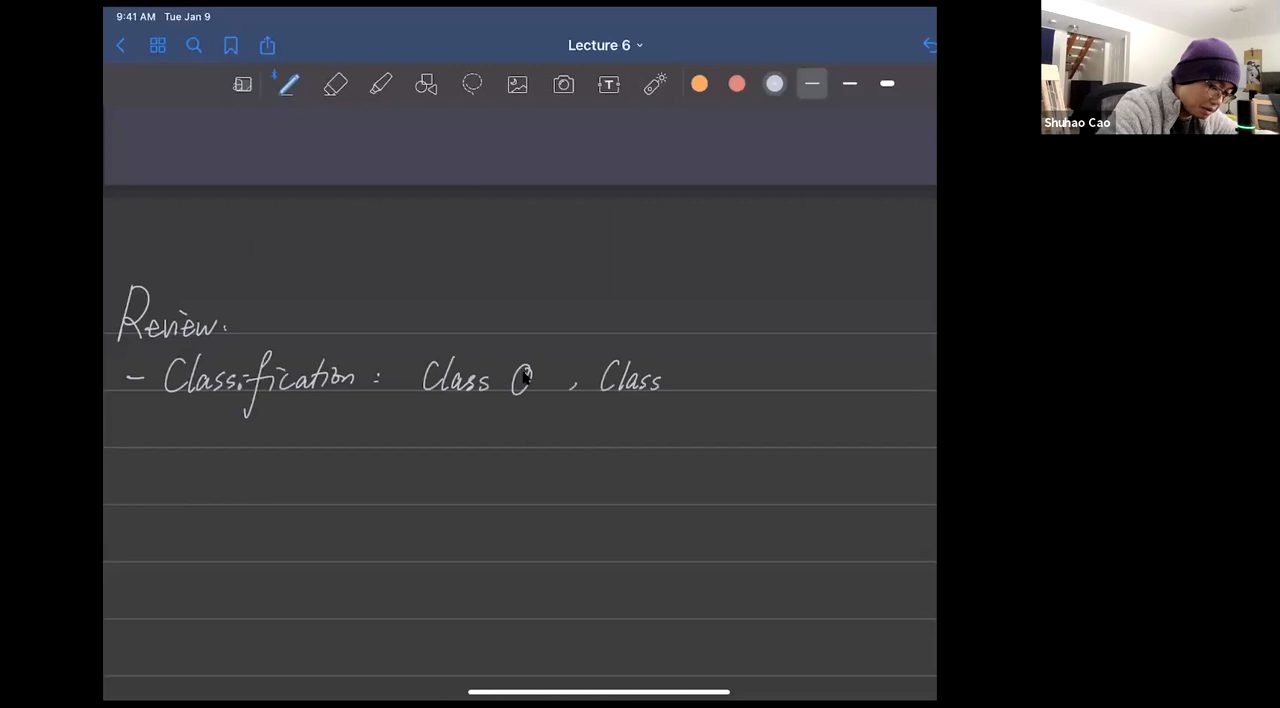 9:41 AM Tue Jan 9
Lecture 6
Shuhao Cao
Review.
- Classification : Class 0 , Class